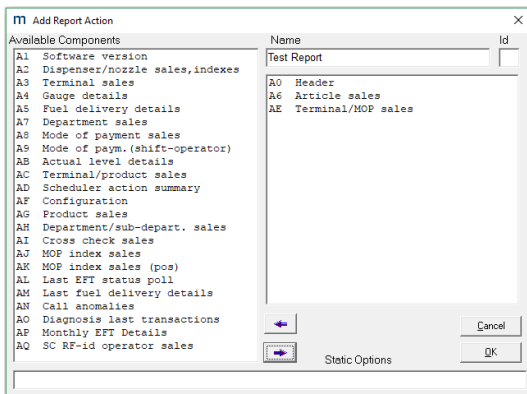 m Add Report Action
Available Components
A1 Software version
A2 Dispenser/nozzle sales,indexes
A3 Terminal sales
A4 Gauge details
A5 Fuel delivery details
A7 Department sales
A8 Mode of payment sales
A9 Mode of paym.(shift-operator)
AB Actual level details
AC Terminal/product sales
AD Scheduler action summary
AF Configuration
AG Product sales
AH Department/sub-depart. sales
AI Cross check sales
AJ MOP index sales
AK MOP index sales (pos)
AL Last EFT status poll
AM Last fuel delivery details
AN Call anomalies
AO Diagnosis last transactions
AP Monthly EFT Details
AQ SC RF-id operator sales
Name Id
Test Report
A0 Header
A6 Article sales
AE Terminal/MOP sales
Cancel
OK
Static Options